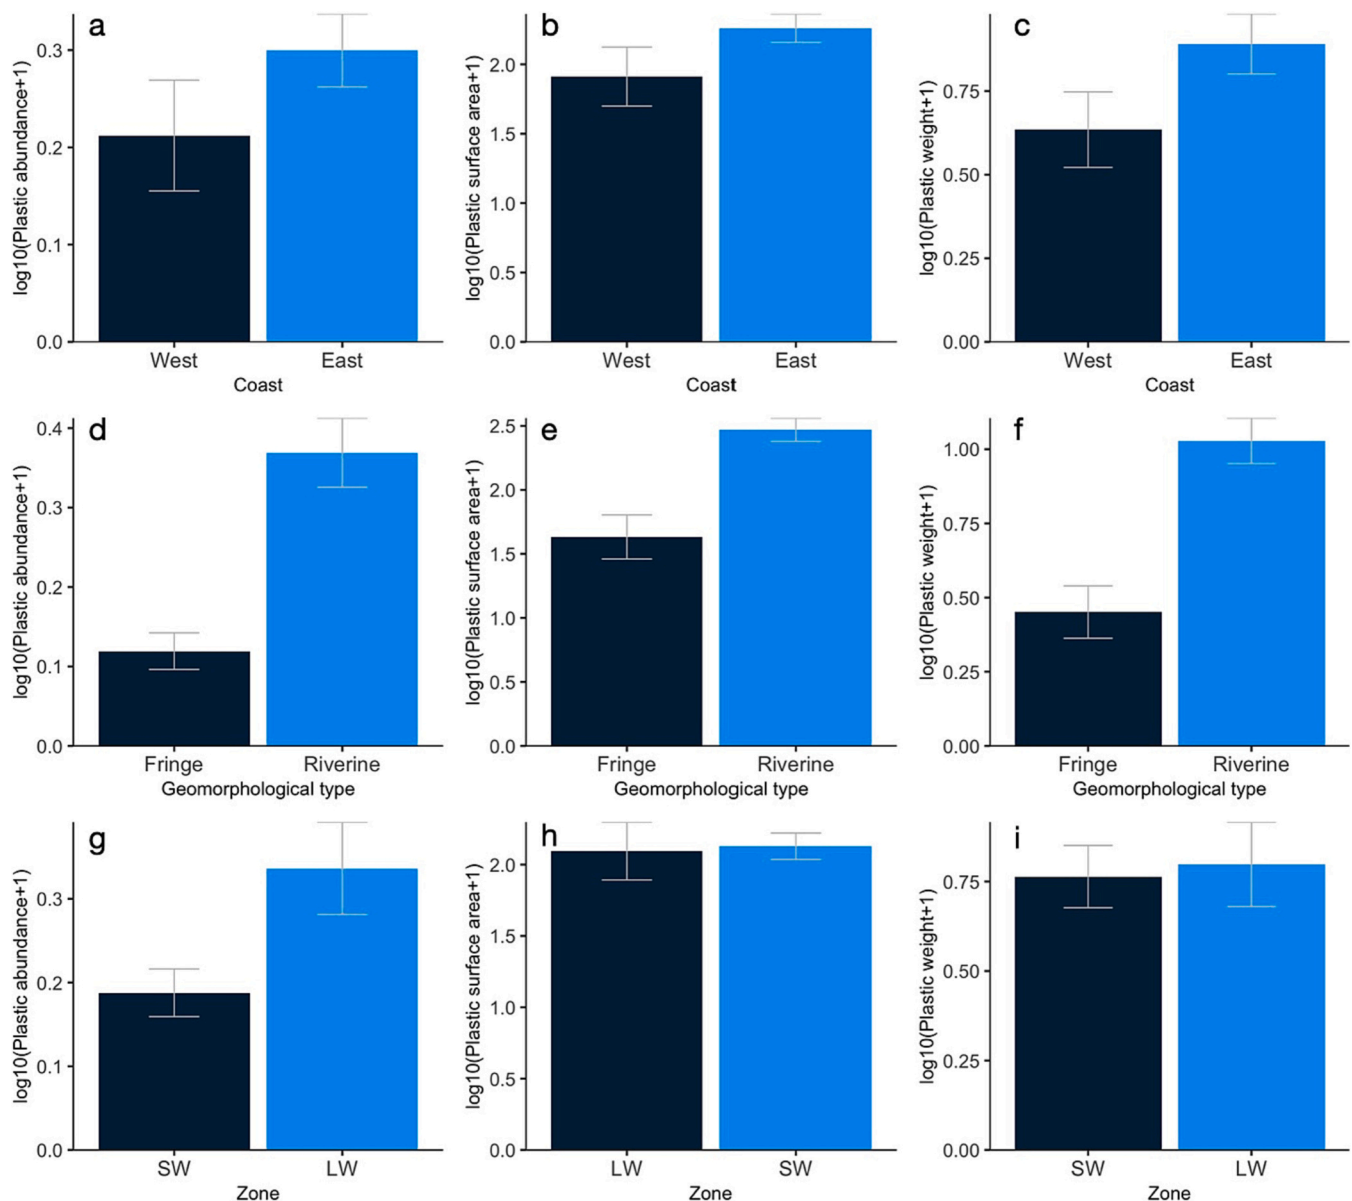 a
log10(Plastic abundance+1)
0.3
0.2
0.1
0.0
West East
Coast
b
log10(Plastic surface area+1)
2.0
1.5
1.0
0.5
0.0
West East
Coast
c
log10(Plastic weight+1)
0.75
0.50
0.25
0.00
West East
Coast
d
log10(Plastic abundance+1)
0.4
0.3
0.2
0.1
0.0
Fringe Riverine
Geomorphological type
e
log10(Plastic surface area+1)
2.5
2.0
1.5
1.0
0.5
0.0
Fringe Riverine
Geomorphological type
f
log10(Plastic weight+1)
1.00
0.75
0.50
0.25
0.00
Fringe Riverine
Geomorphological type
g
log10(Plastic abundance+1)
0.3
0.2
0.1
0.0
SW LW
Zone
h
log10(Plastic surface area+1)
2.0
1.5
1.0
0.5
0.0
LW SW
Zone
i
log10(Plastic weight+1)
0.75
0.50
0.25
0.00
SW LW
Zone